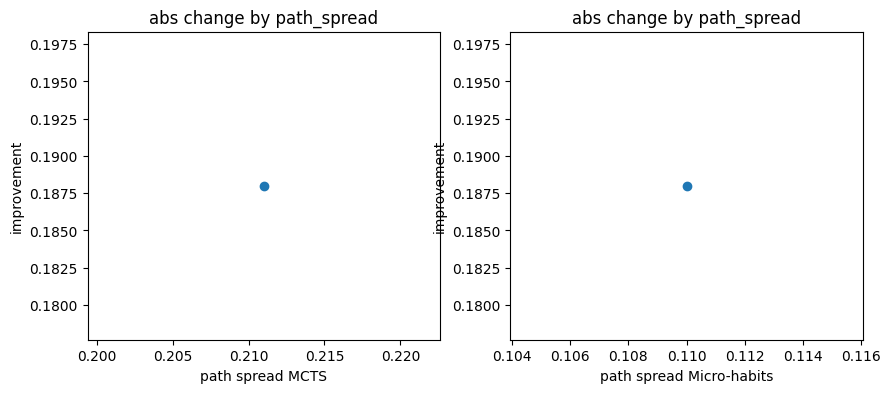 abs change by path_spread
improvement
0.1975
0.1950
0.1925
0.1900
0.1875
0.1850
0.1825
0.1800
0.200 0.205 0.210 0.215 0.220
path spread MCTS
abs change by path_spread
improvement
0.1975
0.1950
0.1925
0.1900
0.1875
0.1850
0.1825
0.1800
0.104 0.106 0.108 0.110 0.112 0.114 0.116
path spread Micro-habits